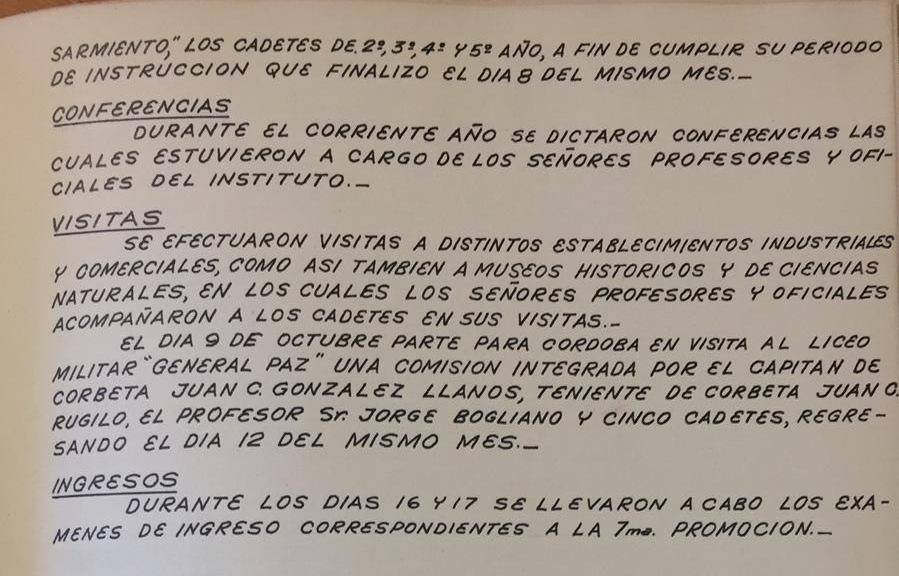 SARMIENTO," LOS CADETES DE 2º, 3º, 4º Y 5º AÑO, A FIN DE CUMPLIR SU PERIODO
DE INSTRUCCION QUE FINALIZO EL DIA 8 DEL MISMO MES._
CONFERENCIAS
DURANTE EL CORRIENTE AÑO SE DICTARON CONFERENCIAS LAS
CUALES ESTUVIERON A CARGO DE LOS SEÑORES PROFESORES Y OFI-
CIALES DEL INSTITUTO._
VISITAS
SE EFECTUARON VISITAS A DISTINTOS ESTABLECIMIENTOS INDUSTRIALES
Y COMERCIALES, COMO ASI TAMBIEN A MUSEOS HISTORICOS Y DE CIENCIAS
NATURALES, EN LOS CUALES LOS SEÑORES PROFESORES Y OFICIALES
ACOMPAÑARON A LOS CADETES EN SUS VISITAS._
EL DIA 9 DE OCTUBRE PARTE PARA CORDOBA EN VISITA AL LICEO
MILITAR "GENERAL PAZ" UNA COMISION INTEGRADA POR EL CAPITAN DE
CORBETA JUAN C. GONZALEZ LLANOS, TENIENTE DE CORBETA JUAN C.
RUGILO, EL PROFESOR Sr. JORGE BOGLIANO Y CINCO CADETES, REGRE-
SANDO EL DIA 12 DEL MISMO MES._
INGRESOS
DURANTE LOS DIAS 16 Y 17 SE LLEVARON A CABO LOS EXA-
MENES DE INGRESO CORRESPONDIENTES A LA 7ma. PROMOCION._